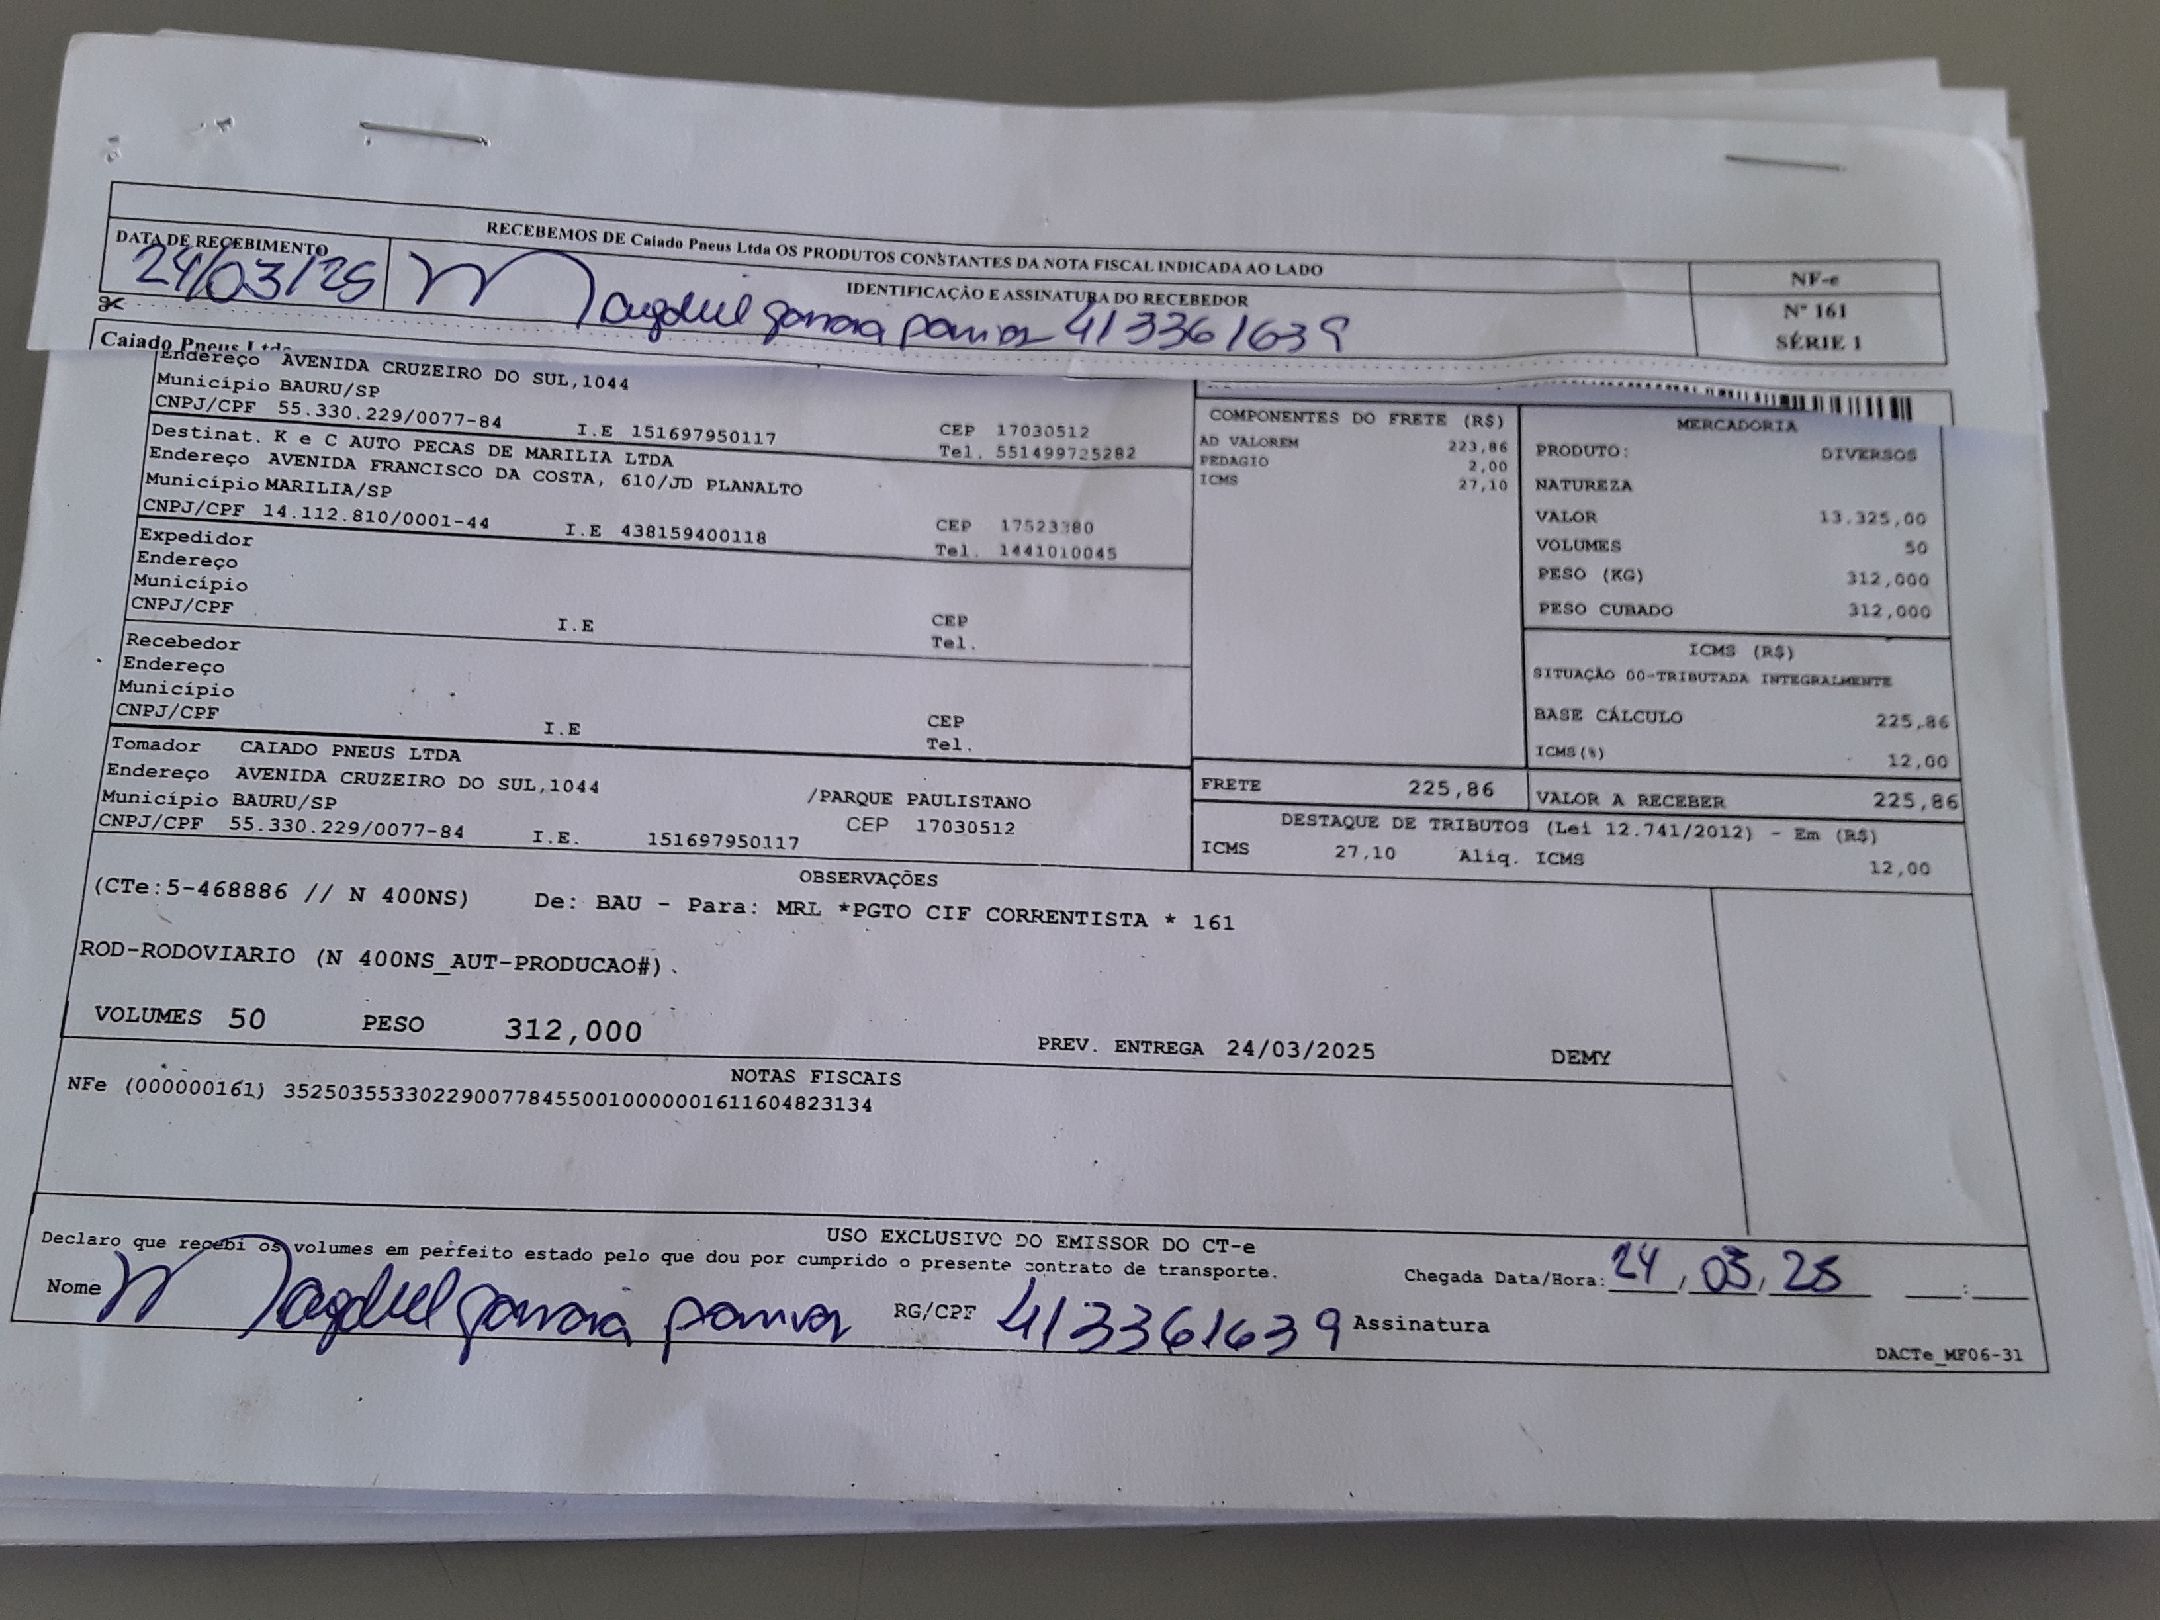 RECEBEMOS DE Caiado Pneus Ltda OS PRODUTOS CONSTANTES DA NOTA FISCAL INDICADA AO LADO
DATA DE RECEBIMENTO
24/03/25
IDENTIFICAÇÃO E ASSINATURA DO RECEBEDOR
413361639
NF-e
Nº 161
SÉRIE 1
Caiado Pneus Ltda
Endereço AVENIDA CRUZEIRO DO SUL,1044
Município BAURU/SP
CNPJ/CPF 55.330.229/0077-84 I.E 151697950117 CEP 17030512
Tel. 551499725282
Destinat. K e C AUTO PECAS DE MARILIA LTDA
Endereço AVENIDA FRANCISCO DA COSTA, 610/JD PLANALTO
Município MARILIA/SP
CNPJ/CPF 14.112.810/0001-44 I.E 438159400118 CEP 17523380
Tel. 1441010045
Expedidor
Endereço
Município
CNPJ/CPF I.E CEP
Tel.
Recebedor
Endereço
Município
CNPJ/CPF I.E CEP
Tel.
Tomador CAIADO PNEUS LTDA
Endereço AVENIDA CRUZEIRO DO SUL,1044 /PARQUE PAULISTANO
Município BAURU/SP CEP 17030512
CNPJ/CPF 55.330.229/0077-84 I.E. 151697950117
COMPONENTES DO FRETE (R$)
AD VALOREM 223,86
PEDAGIO 2,00
ICMS 27,10
MERCADORIA
PRODUTO: DIVERSOS
NATUREZA
VALOR 13.325,00
VOLUMES 50
PESO (KG) 312,000
PESO CUBADO 312,000
ICMS (R$)
SITUAÇÃO 00-TRIBUTADA INTEGRALMENTE
BASE CÁLCULO 225,86
ICMS(%) 12,00
FRETE 225,86 VALOR A RECEBER 225,86
DESTAQUE DE TRIBUTOS (Lei 12.741/2012) - Em (R$)
ICMS 27,10 Aliq. ICMS 12,00
OBSERVAÇÕES
(CTe:5-468886 // N 400NS) De: BAU - Para: MRL *PGTO CIF CORRENTISTA * 161
ROD-RODOVIARIO (N 400NS_AUT-PRODUCAO#).
VOLUMES 50 PESO 312,000 PREV. ENTREGA 24/03/2025 DEMY
NOTAS FISCAIS
NFe (000000161) 35250355330229007784550010000001611604823134
USO EXCLUSIVO DO EMISSOR DO CT-e
Declaro que recebi os volumes em perfeito estado pelo que dou por cumprido o presente contrato de transporte.
Chegada Data/Hora: 24, 03, 25 :
Nome RG/CPF 413361639 Assinatura
DACTe_MF06-31